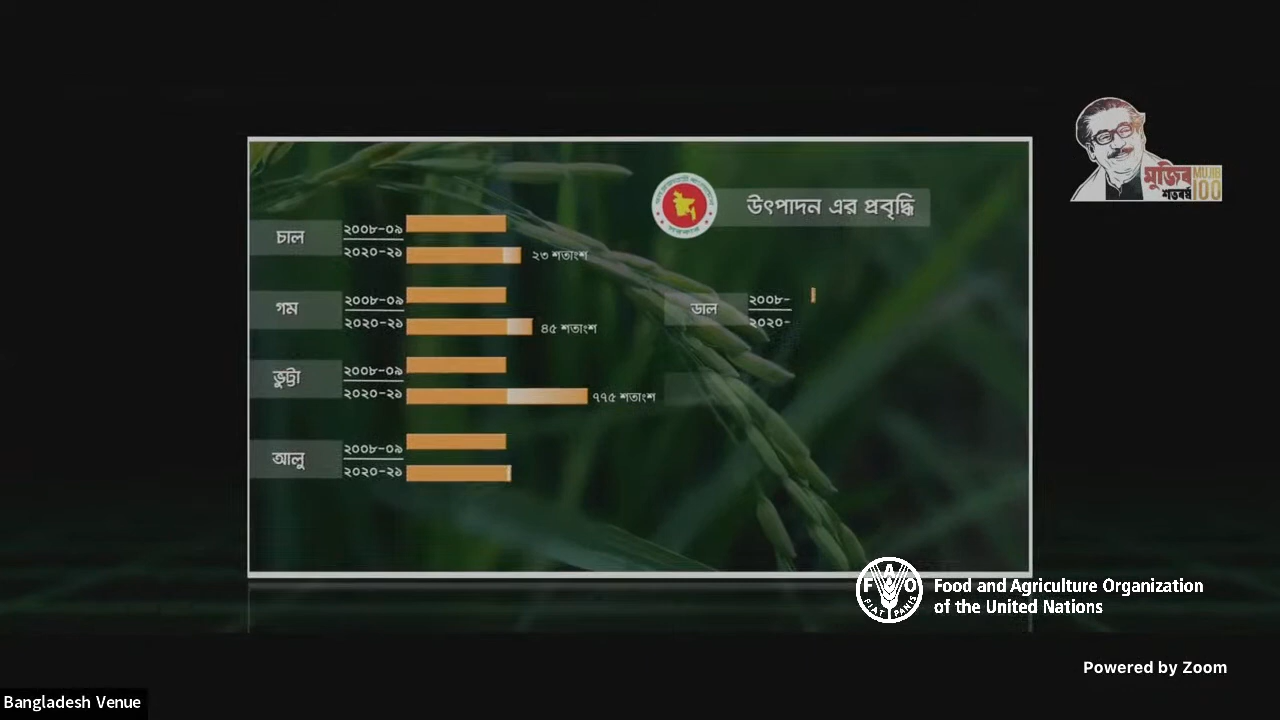 উৎপাদন এর প্রবৃদ্ধি
চাল
২০০৮-০৯
২০২০-২১
২৩ শতাংশ
গম
২০০৮-০৯
২০২০-২১
৪৫ শতাংশ
ভুট্টা
২০০৮-০৯
২০২০-২১
৭৭৫ শতাংশ
আলু
২০০৮-০৯
২০২০-২১
ডাল
২০০৮-
২০২০-
মুজিব
শতবর্ষ
MUJIB
100
FAO
FIAT PANIS
Food and Agriculture Organization
of the United Nations
Powered by Zoom
Bangladesh Venue